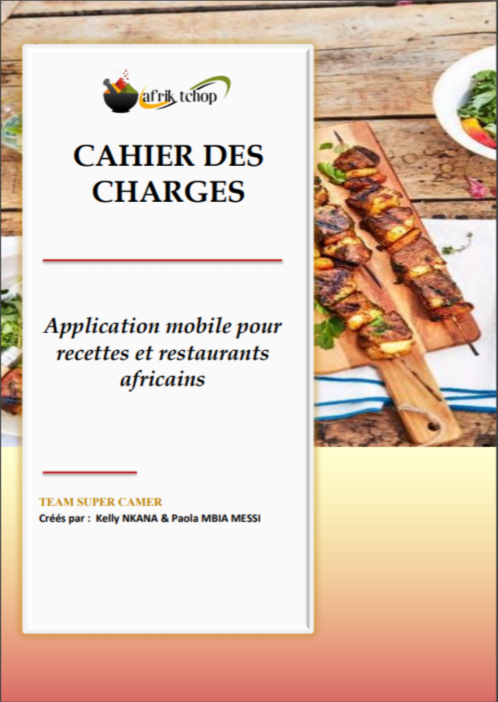 afrik tchop
CAHIER DES
CHARGES
Application mobile pour
recettes et restaurants
africains
TEAM SUPER CAMER
Créés par : Kelly NKANA & Paola MBIA MESSI